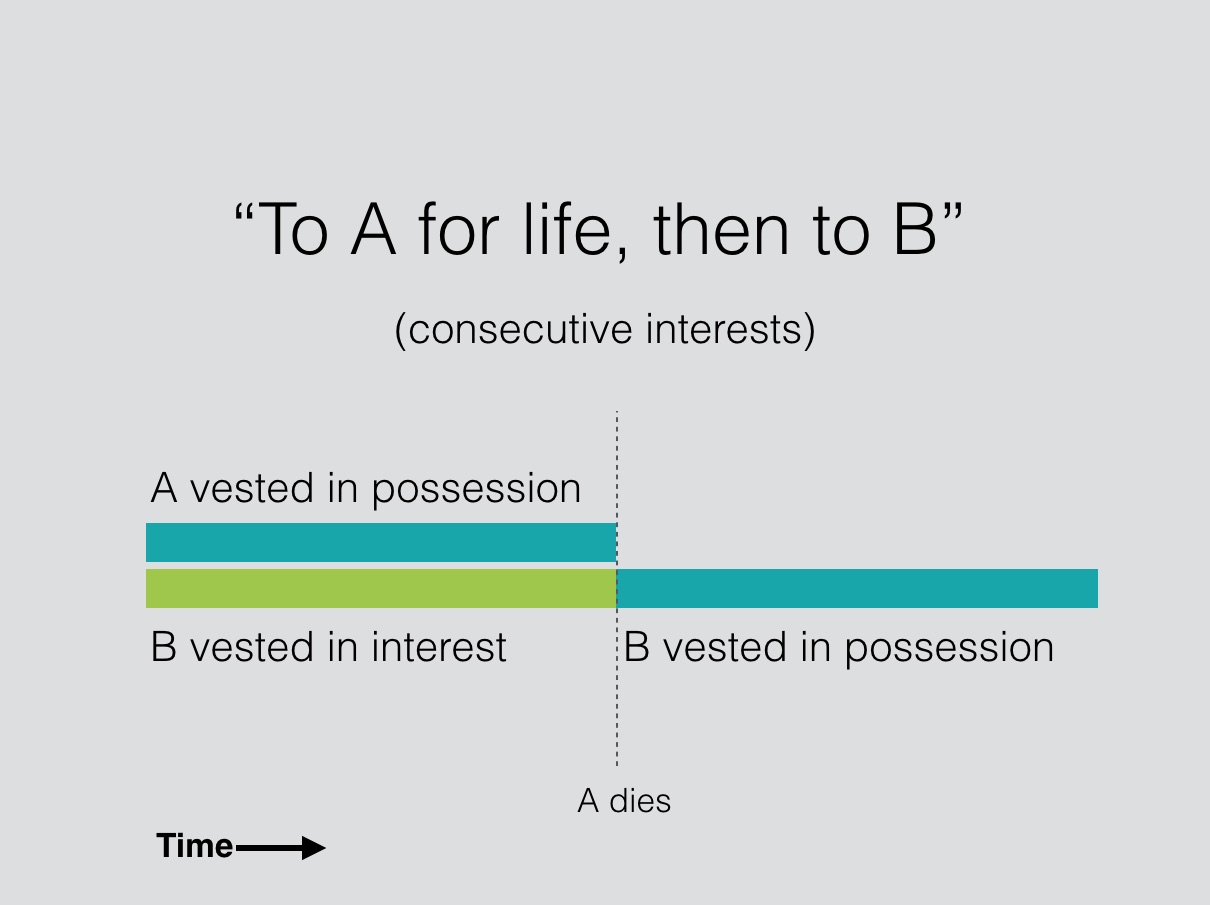 “To A for life, then to B”
(consecutive interests)
A vested in possession
B vested in interest
B vested in possession
A dies
Time